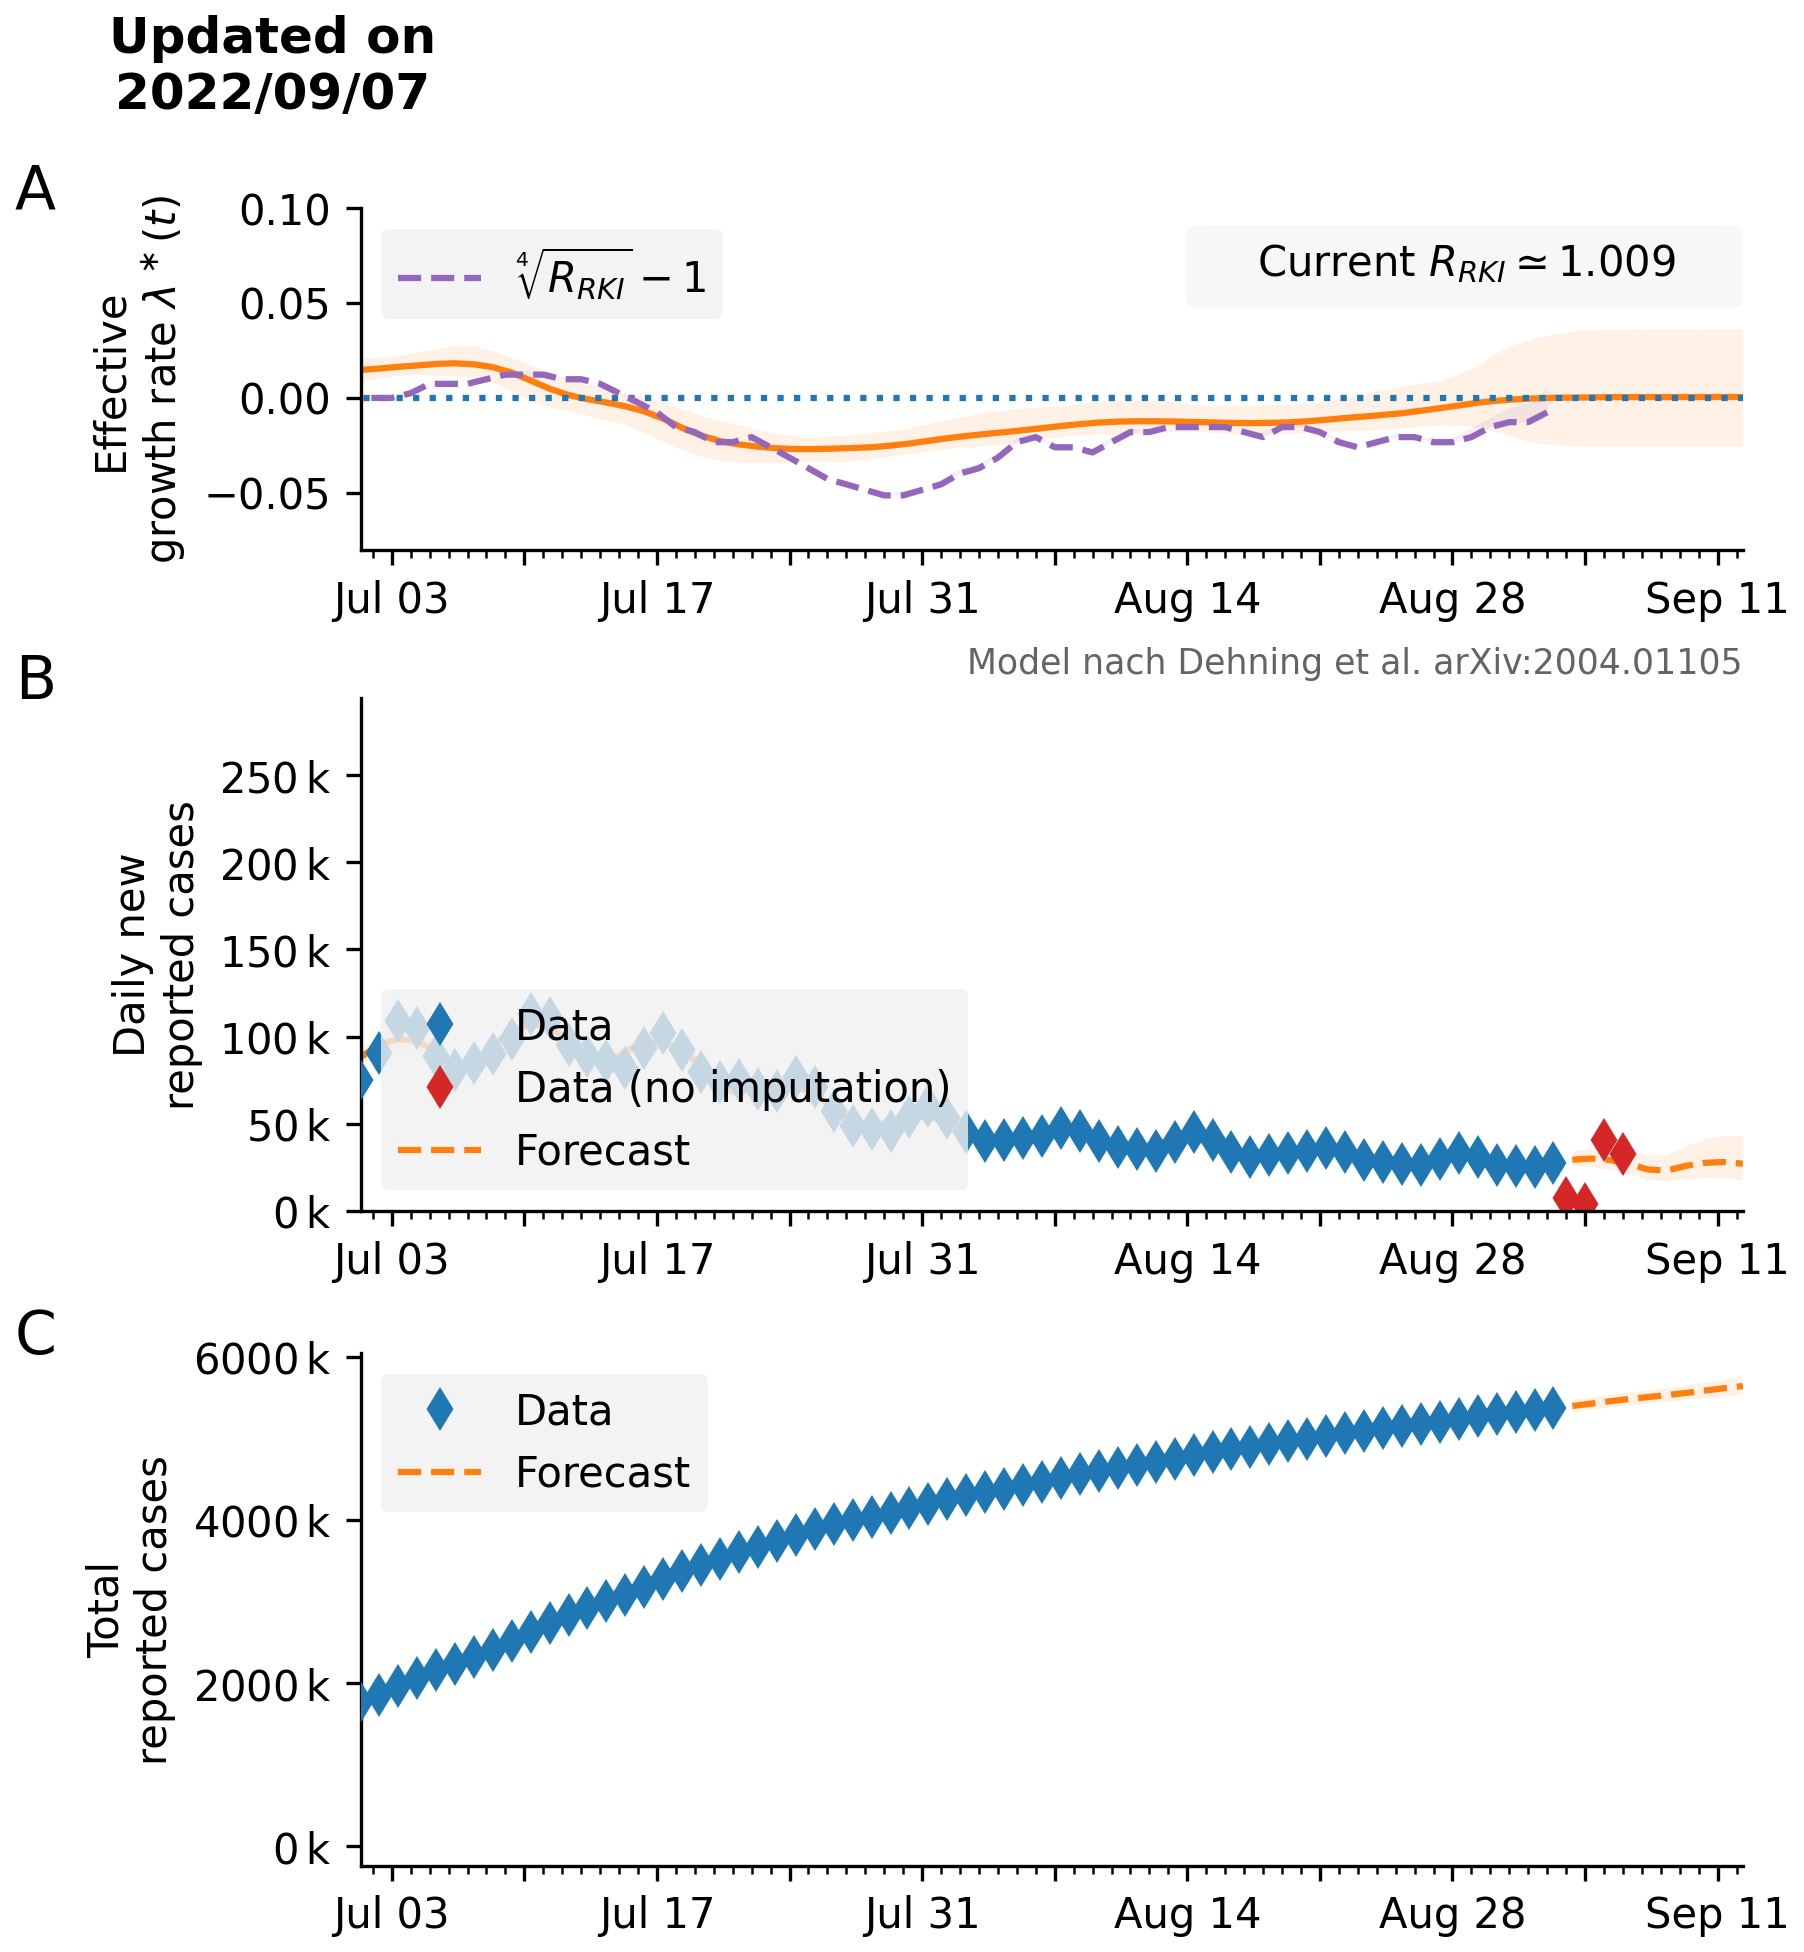 Updated on
2022/09/07
A
Effective
growth rate λ * (t)
0.10
0.05
0.00
−0.05
∜R_RKI − 1
Current R_RKI ≃ 1.009
Jul 03 Jul 17 Jul 31 Aug 14 Aug 28 Sep 11
Model nach Dehning et al. arXiv:2004.01105
B
Daily new
reported cases
250 k
200 k
150 k
100 k
50 k
0 k
Data
Data (no imputation)
Forecast
Jul 03 Jul 17 Jul 31 Aug 14 Aug 28 Sep 11
C
Total
reported cases
6000 k
4000 k
2000 k
0 k
Data
Forecast
Jul 03 Jul 17 Jul 31 Aug 14 Aug 28 Sep 11